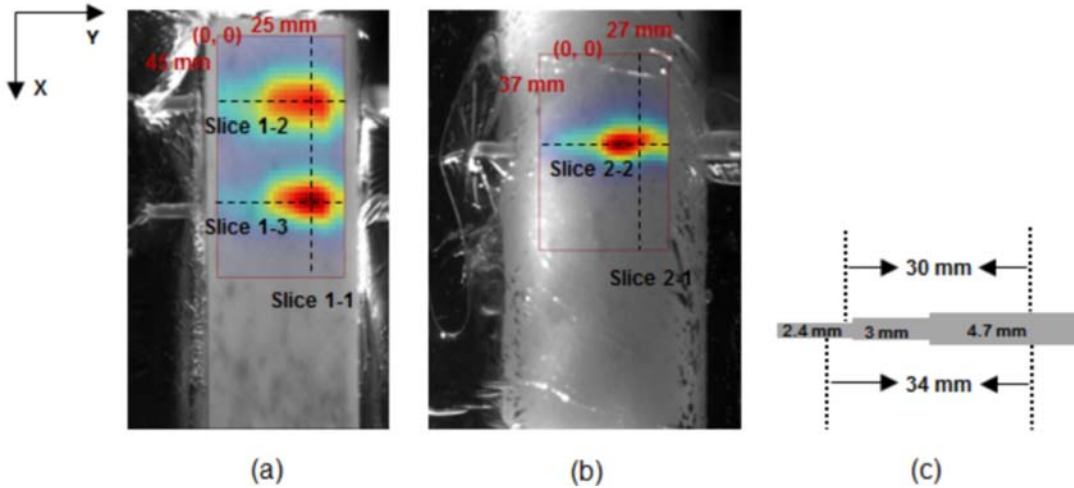 Y
X
(0, 0)
25 mm
45 mm
Slice 1-2
Slice 1-3
Slice 1-1
(a)
27 mm
(0, 0)
37 mm
Slice 2-2
Slice 2-1
(b)
30 mm
2.4 mm
3 mm
4.7 mm
34 mm
(c)